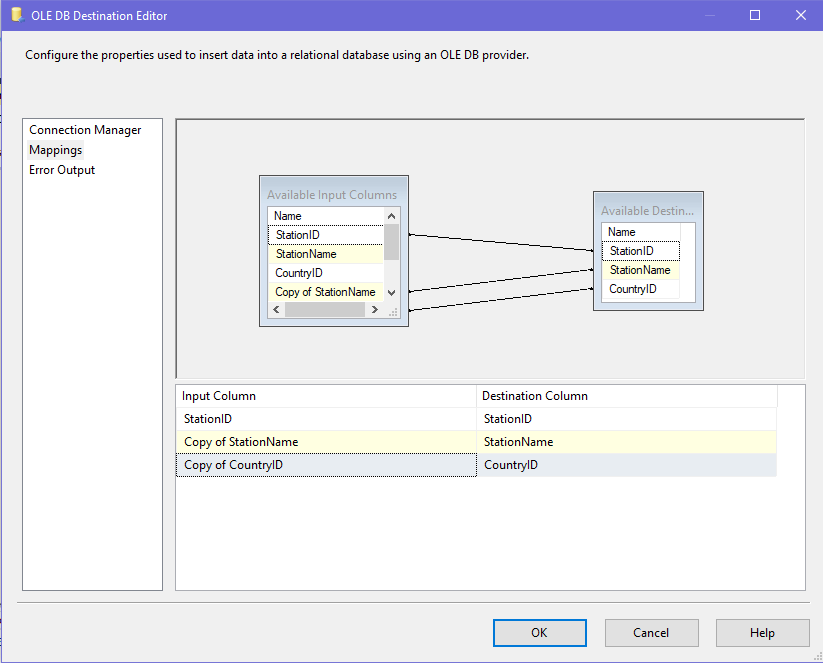 OLE DB Destination Editor
Configure the properties used to insert data into a relational database using an OLE DB provider.
Connection Manager
Mappings
Error Output
Available Input Columns
Name
StationID
StationName
CountryID
Copy of StationName
Available Destin...
Name
StationID
StationName
CountryID
Input Column Destination Column
StationID StationID
Copy of StationName StationName
Copy of CountryID CountryID
OK Cancel Help